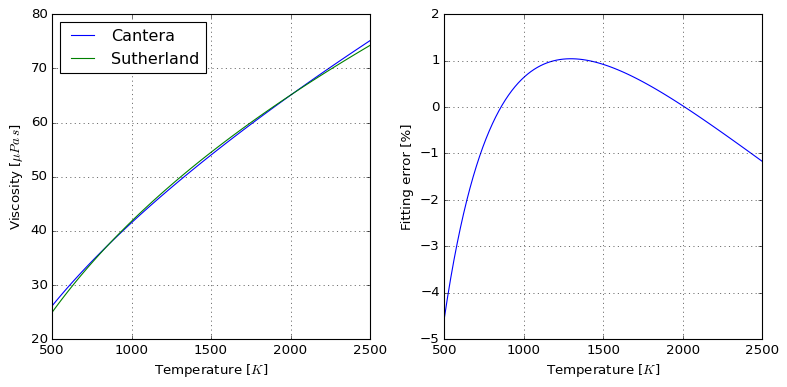 80
70
60
50
40
30
20
Viscosity [μPa s]
Cantera
Sutherland
500 1000 1500 2000 2500
Temperature [K]
2
1
0
−1
−2
−3
−4
−5
Fitting error [%]
500 1000 1500 2000 2500
Temperature [K]